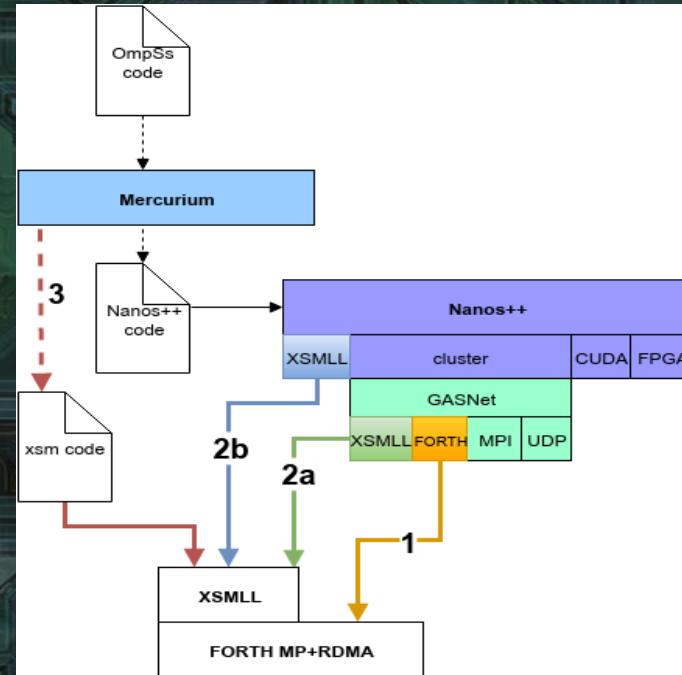 OmpSs
code
Mercurium
3
Nanos++
code
Nanos++
XSMLL
cluster
CUDA
FPGA
GASNet
XSMLL
FORTH
MPI
UDP
xsm code
2b
2a
1
XSMLL
FORTH MP+RDMA